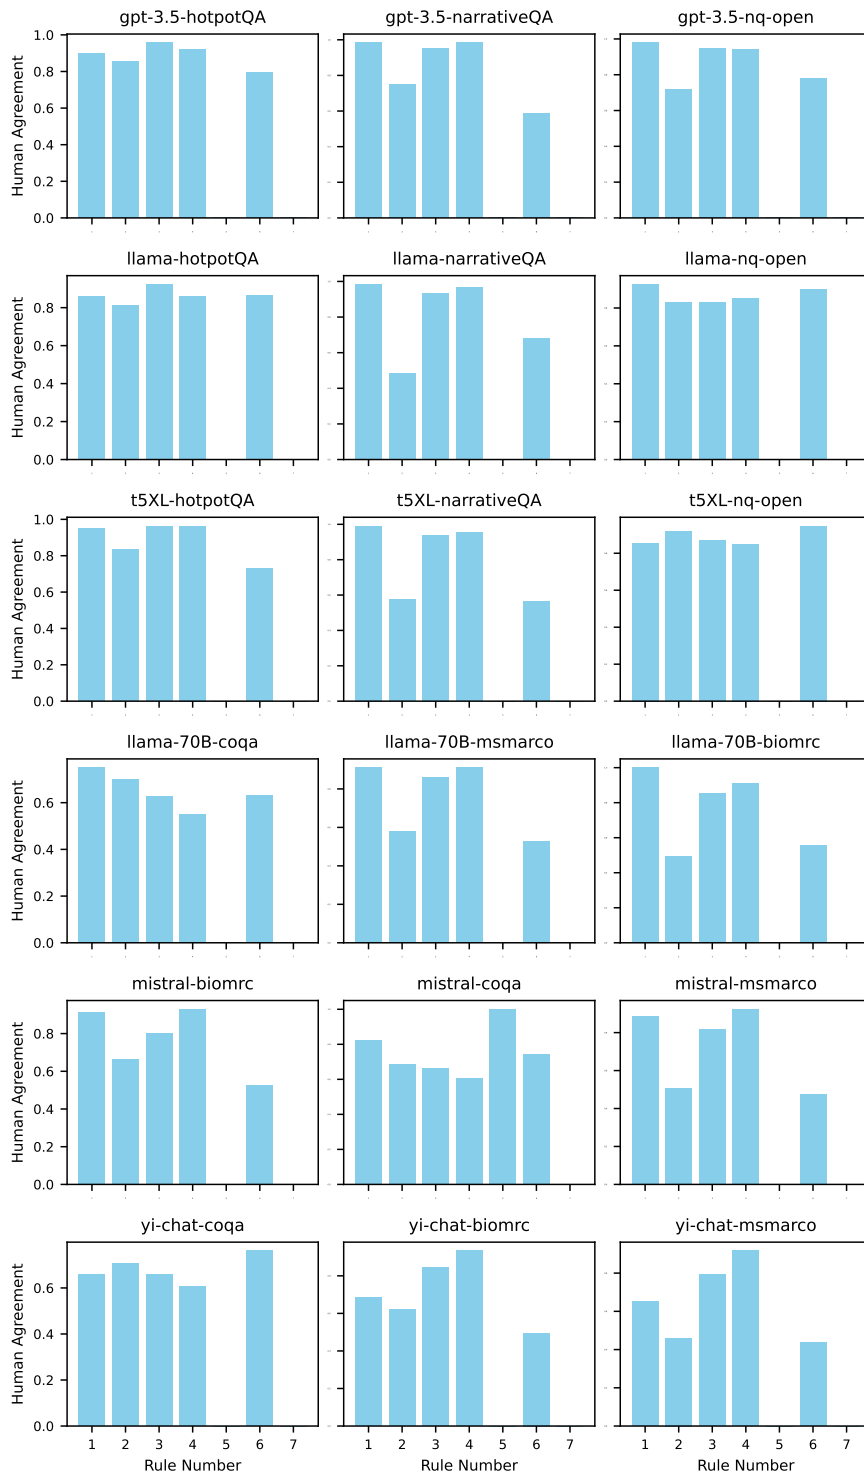 gpt-3.5-hotpotQA
gpt-3.5-narrativeQA
gpt-3.5-nq-open
Human Agreement
1.0
0.8
0.6
0.4
0.2
0.0
llama-hotpotQA
llama-narrativeQA
llama-nq-open
Human Agreement
0.8
0.6
0.4
0.2
0.0
t5XL-hotpotQA
t5XL-narrativeQA
t5XL-nq-open
Human Agreement
1.0
0.8
0.6
0.4
0.2
0.0
llama-70B-coqa
llama-70B-msmarco
llama-70B-biomrc
Human Agreement
0.6
0.4
0.2
0.0
mistral-biomrc
mistral-coqa
mistral-msmarco
Human Agreement
0.8
0.6
0.4
0.2
0.0
yi-chat-coqa
yi-chat-biomrc
yi-chat-msmarco
Human Agreement
0.6
0.4
0.2
0.0
1 2 3 4 5 6 7
1 2 3 4 5 6 7
1 2 3 4 5 6 7
Rule Number
Rule Number
Rule Number